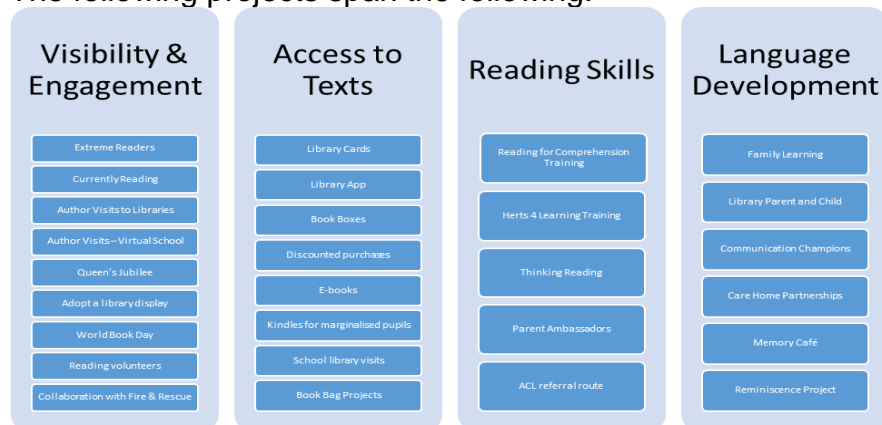 The following projects span the following:
Visibility &
Engagement
Extreme Readers
Currently Reading
Author Visits to Libraries
Author Visits – Virtual School
Queen's Jubilee
Adopt a library display
World Book Day
Reading volunteers
Collaboration with Fire & Rescue
Access to
Texts
Library Cards
Library App
Book Boxes
Discounted purchases
E-books
Kindles for marginalised pupils
School library visits
Book Bag Projects
Reading Skills
Reading for Comprehension
Training
Herts 4 Learning Training
Thinking Reading
Parent Ambassadors
ACL referral route
Language
Development
Family Learning
Library Parent and Child
Communication Champions
Care Home Partnerships
Memory Café
Reminiscence Project